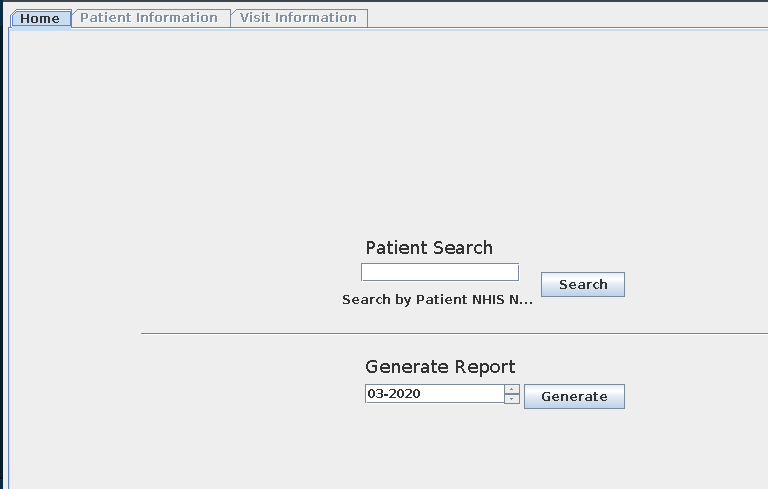 Home Patient Information Visit Information
Patient Search
Search
Search by Patient NHIS N...
Generate Report
03-2020 Generate